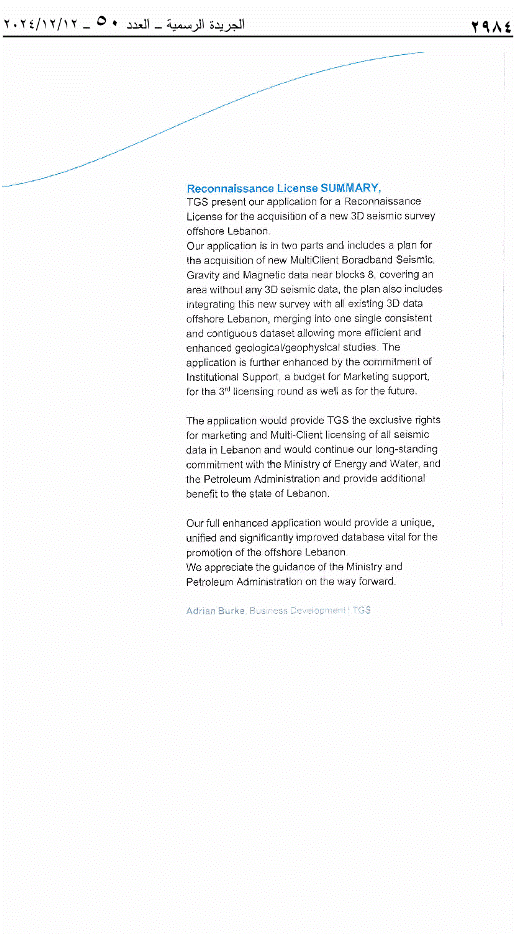 ٢٩٨٤
الجريدة الرسمية ــ العدد ٥٠ ــ ٢٠٢٤/١٢/١٢
Reconnaissance License SUMMARY,
TGS present our application for a Reconnaissance
License for the acquisition of a new 3D seismic survey
offshore Lebanon.
Our application is in two parts and includes a plan for
the acquisition of new MultiClient Boradband Seismic,
Gravity and Magnetic data near blocks 8, covering an
area without any 3D seismic data, the plan also includes
integrating this new survey with all existing 3D data
offshore Lebanon, merging into one single consistent
and contiguous dataset allowing more efficient and
enhanced geological/geophysical studies. The
application is further enhanced by the commitment of
Institutional Support, a budget for Marketing support,
for the 3rd licensing round as well as for the future.
The application would provide TGS the exclusive rights
for marketing and Multi-Client licensing of all seismic
data in Lebanon and would continue our long-standing
commitment with the Ministry of Energy and Water, and
the Petroleum Administration and provide additional
benefit to the state of Lebanon.
Our full enhanced application would provide a unique,
unified and significantly improved database vital for the
promotion of the offshore Lebanon.
We appreciate the guidance of the Ministry and
Petroleum Administration on the way forward.
Adrian Burke, Business Development | TGS